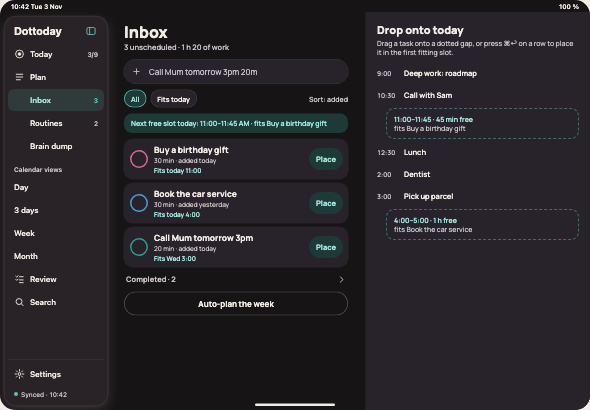 10:42 Tue 3 Nov
100 %
Dottoday
Today 3/9
Plan
Inbox 3
Routines 2
Brain dump
Calendar views
Day
3 days
Week
Month
Review
Search
Settings
Synced · 10:42
Inbox
3 unscheduled · 1 h 20 of work
+ Call Mum tomorrow 3pm 20m
All
Fits today
Sort: added
Next free slot today: 11:00–11:45 AM · fits Buy a birthday gift
Buy a birthday gift
30 min · added today
Fits today 11:00
Place
Book the car service
30 min · added yesterday
Fits today 4:00
Place
Call Mum tomorrow 3pm
20 min · added today
Fits Wed 3:00
Place
Completed · 2
Auto-plan the week
Drop onto today
Drag a task onto a dotted gap, or press ⌘⏎ on a row to place
it in the first fitting slot.
9:00 Deep work: roadmap
10:30 Call with Sam
11:00–11:45 · 45 min free
fits Buy a birthday gift
12:30 Lunch
2:00 Dentist
3:00 Pick up parcel
4:00–5:00 · 1 h free
fits Book the car service